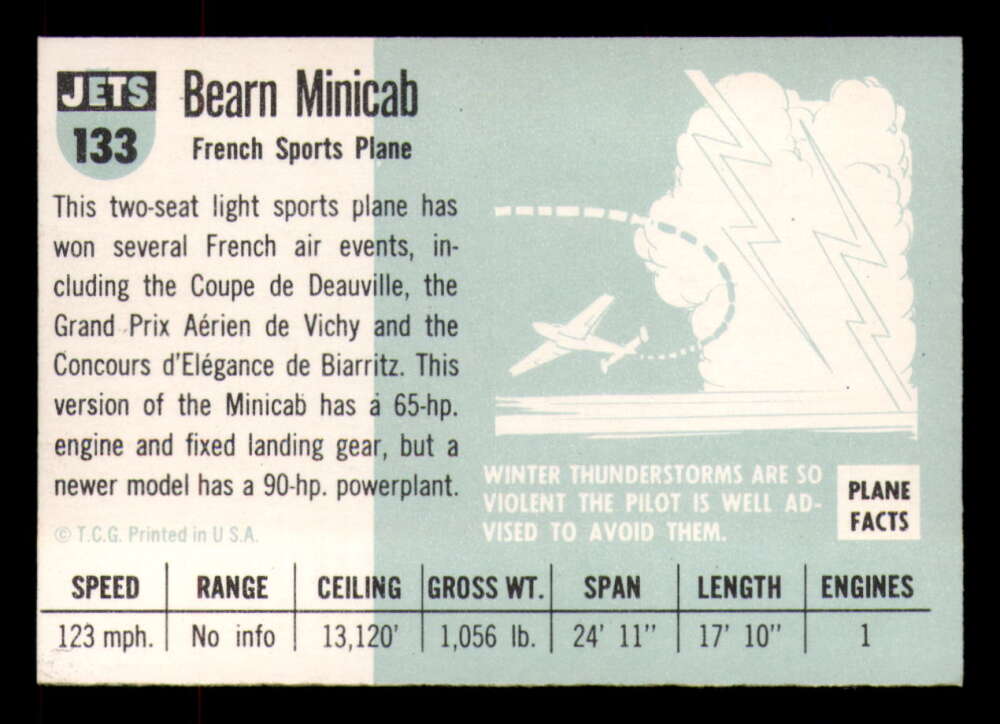 JETS
133
Bearn Minicab
French Sports Plane
This two-seat light sports plane has
won several French air events, in-
cluding the Coupe de Deauville, the
Grand Prix Aérien de Vichy and the
Concours d'Elégance de Biarritz. This
version of the Minicab has a 65-hp.
engine and fixed landing gear, but a
newer model has a 90-hp. powerplant.
© T.C.G. Printed in U S.A.
WINTER THUNDERSTORMS ARE SO
VIOLENT THE PILOT IS WELL AD-
VISED TO AVOID THEM.
PLANE
FACTS
SPEED RANGE CEILING GROSS WT. SPAN LENGTH ENGINES
123 mph. No info 13,120' 1,056 lb. 24' 11" 17' 10" 1